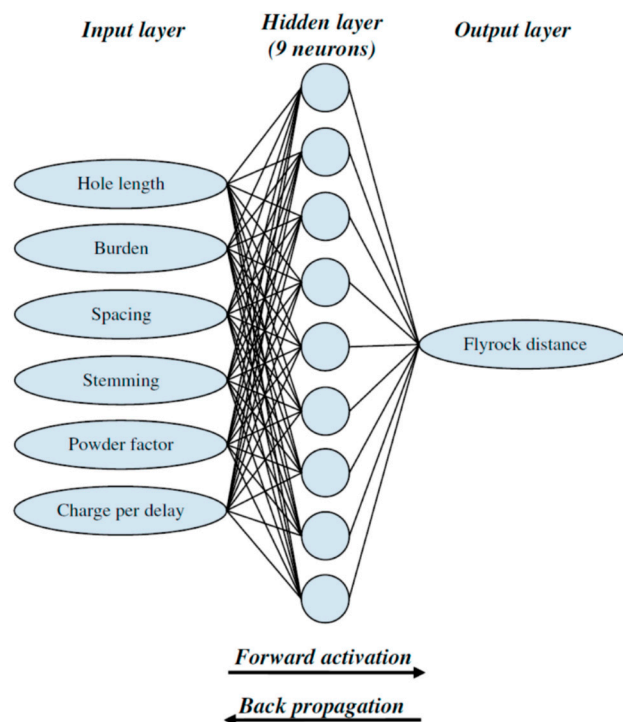 Input layer
Hidden layer
(9 neurons)
Output layer
Hole length
Burden
Spacing
Stemming
Powder factor
Charge per delay
Flyrock distance
Forward activation
Back propagation